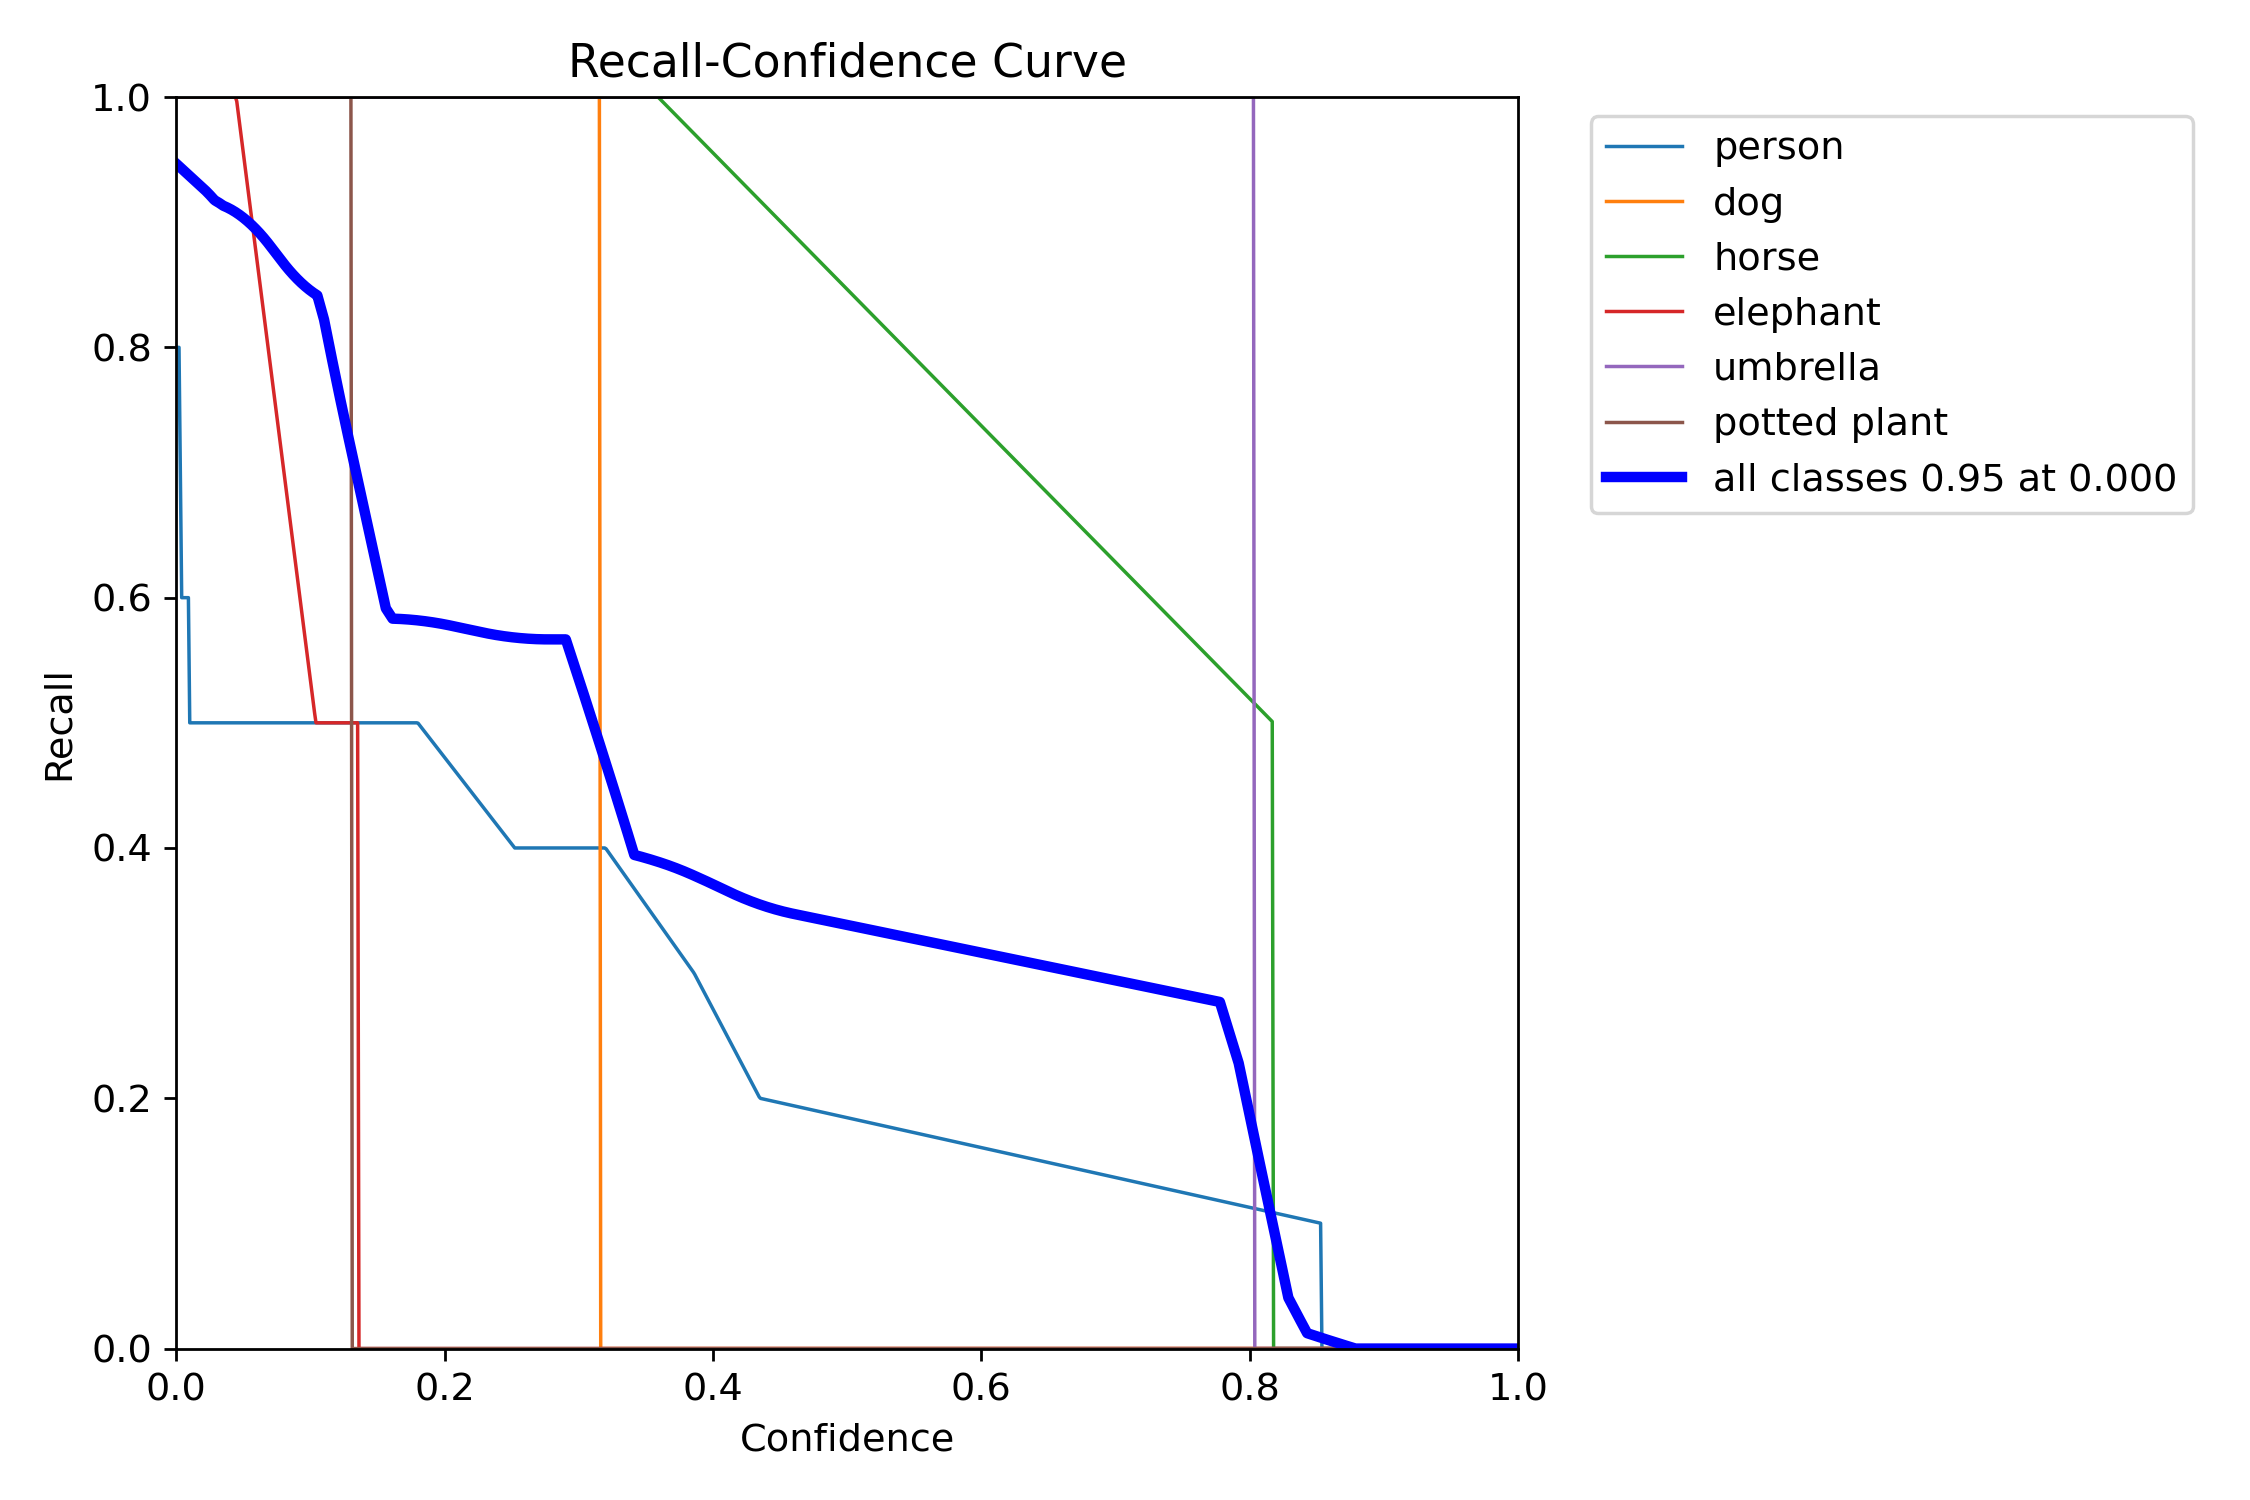 Recall-Confidence Curve
1.0
0.8
0.6
0.4
0.2
0.0
Recall
0.0 0.2 0.4 0.6 0.8 1.0
Confidence
person
dog
horse
elephant
umbrella
potted plant
all classes 0.95 at 0.000